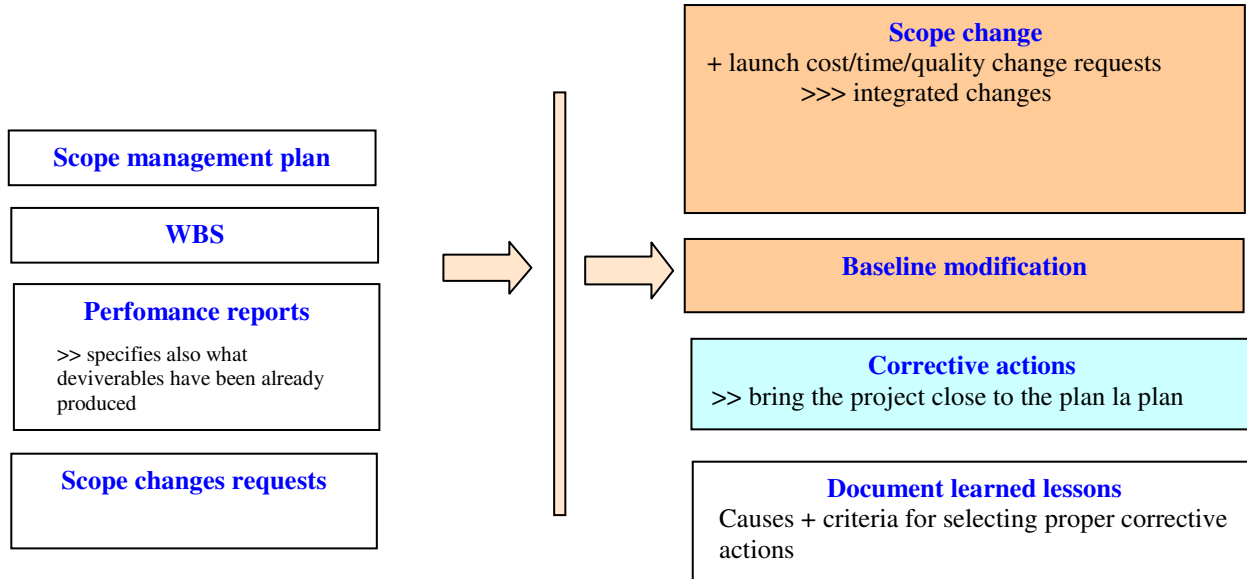 Scope management plan
WBS
Perfomance reports
>> specifies also what
deviverables have been already
produced
Scope changes requests
Scope change
+ launch cost/time/quality change requests
>>> integrated changes
Baseline modification
Corrective actions
>> bring the project close to the plan la plan
Document learned lessons
Causes + criteria for selecting proper corrective
actions